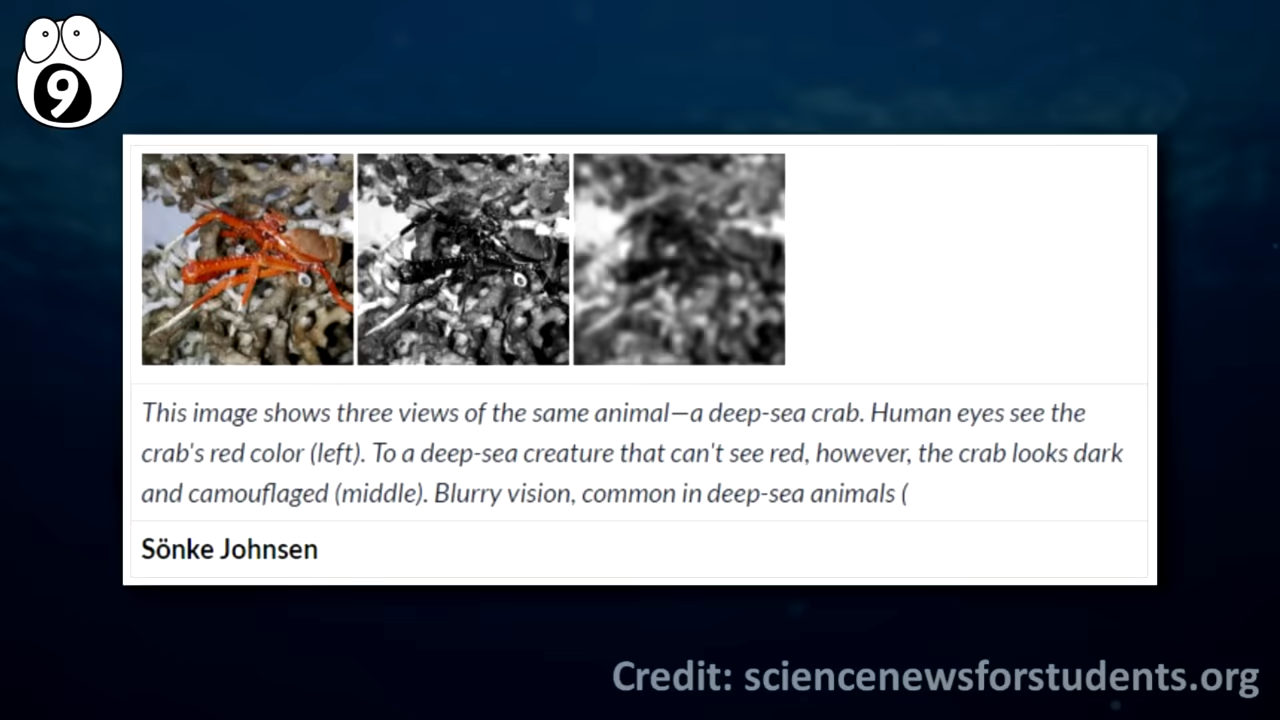 9
This image shows three views of the same animal—a deep-sea crab. Human eyes see the
crab's red color (left). To a deep-sea creature that can't see red, however, the crab looks dark
and camouflaged (middle). Blurry vision, common in deep-sea animals (
Sönke Johnsen
Credit: sciencenewsforstudents.org